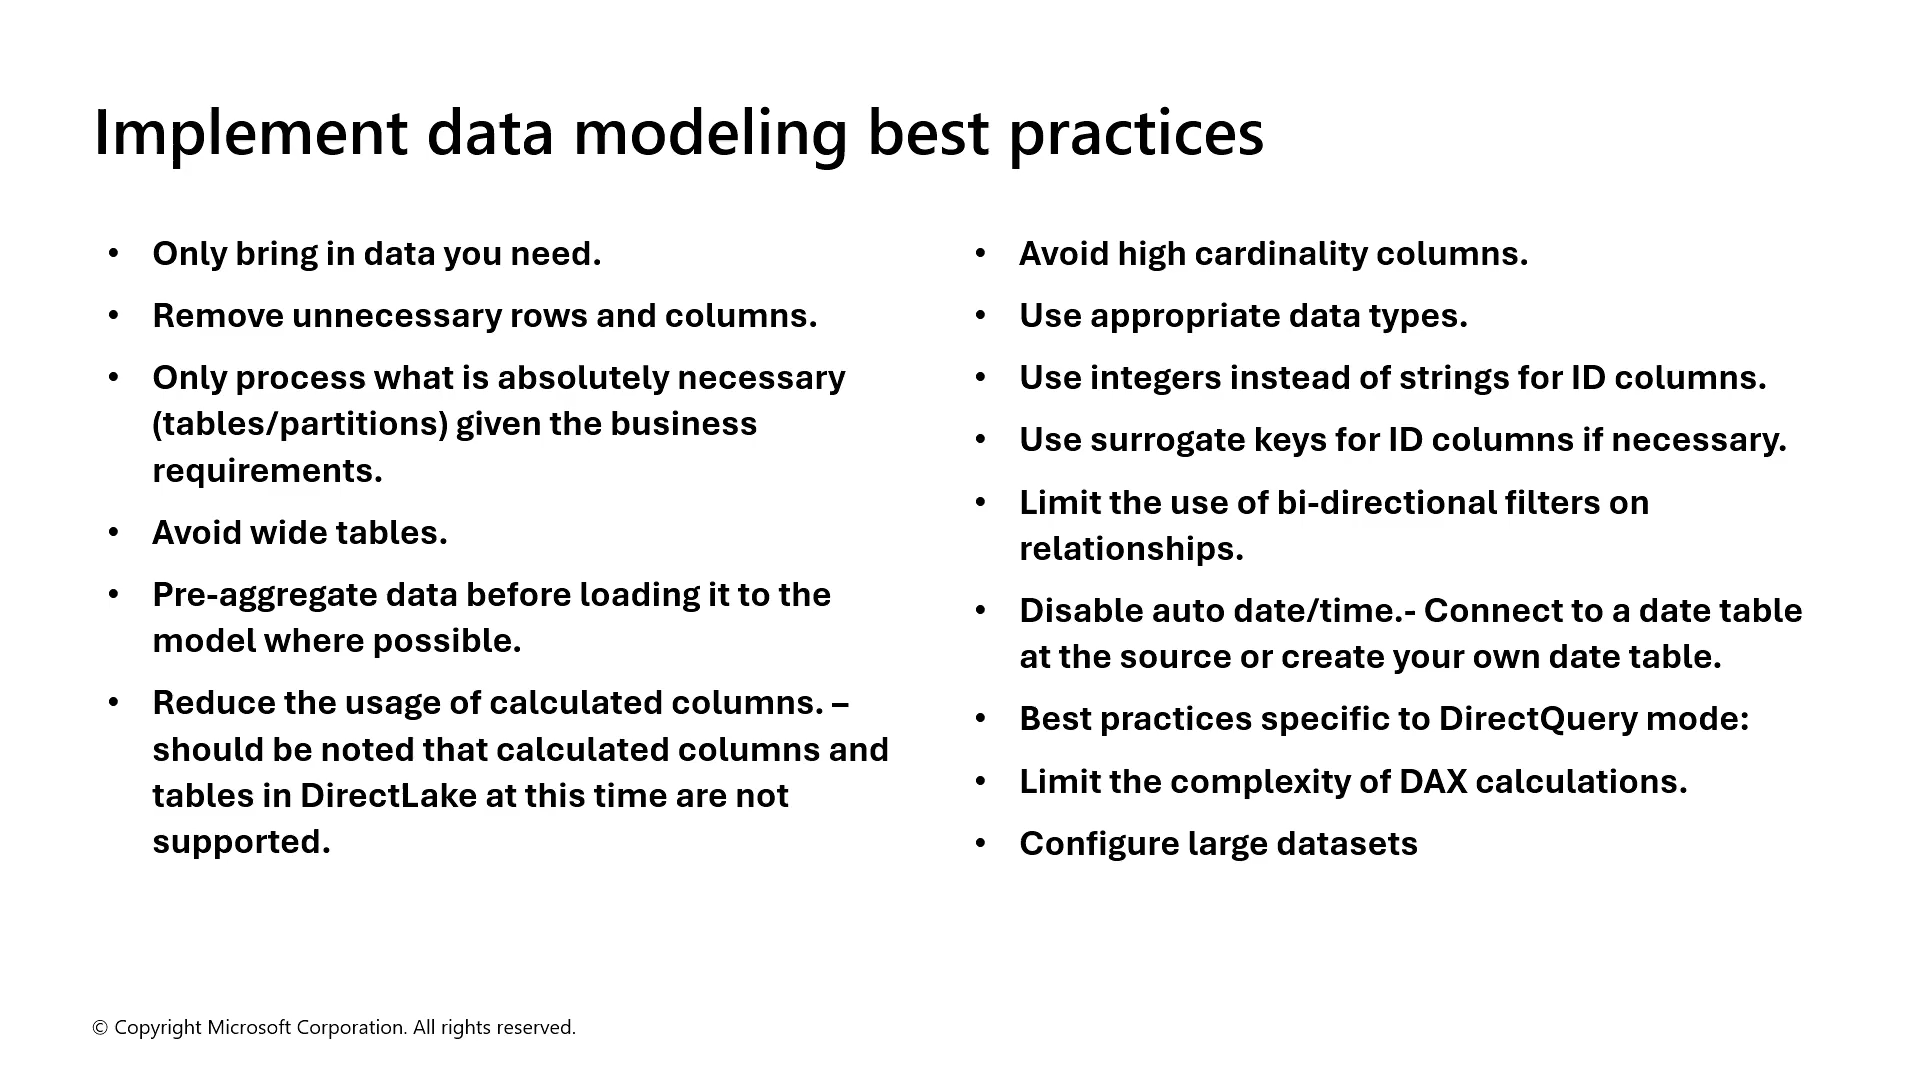 Implement data modeling best practices
• Only bring in data you need.
• Remove unnecessary rows and columns.
• Only process what is absolutely necessary
(tables/partitions) given the business
requirements.
• Avoid wide tables.
• Pre-aggregate data before loading it to the
model where possible.
• Reduce the usage of calculated columns. –
should be noted that calculated columns and
tables in DirectLake at this time are not
supported.
• Avoid high cardinality columns.
• Use appropriate data types.
• Use integers instead of strings for ID columns.
• Use surrogate keys for ID columns if necessary.
• Limit the use of bi-directional filters on
relationships.
• Disable auto date/time.- Connect to a date table
at the source or create your own date table.
• Best practices specific to DirectQuery mode:
• Limit the complexity of DAX calculations.
• Configure large datasets
© Copyright Microsoft Corporation. All rights reserved.